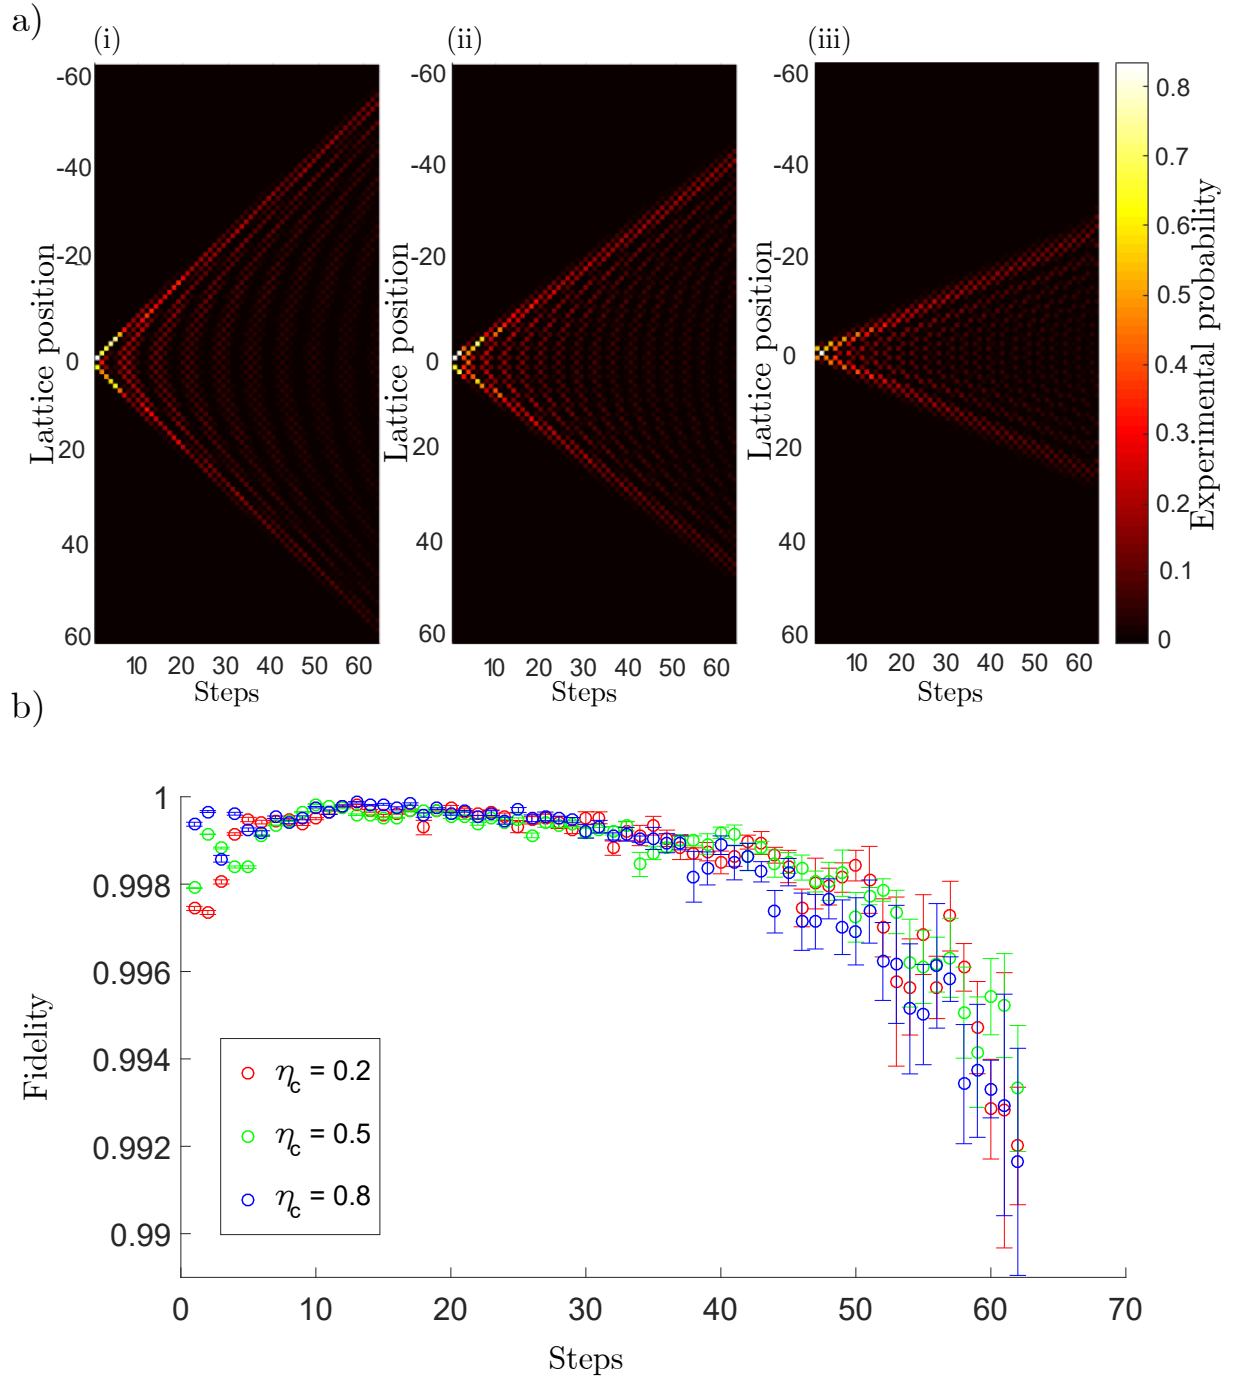 a)
(i)
(ii)
(iii)
-60
-40
-20
0
20
40
60
Lattice position
10 20 30 40 50 60
Steps
-60
-40
-20
0
20
40
60
Lattice position
10 20 30 40 50 60
Steps
-60
-40
-20
0
20
40
60
Lattice position
10 20 30 40 50 60
Steps
0.8
0.7
0.6
0.5
0.4
0.3
0.2
0.1
0
Experimental probability
b)
1
0.998
0.996
0.994
0.992
0.99
Fidelity
ηc = 0.2
ηc = 0.5
ηc = 0.8
0 10 20 30 40 50 60 70
Steps